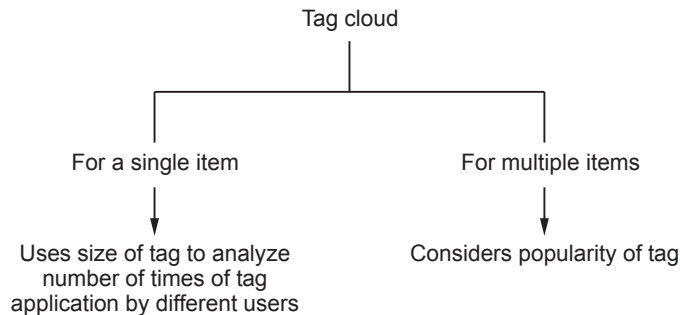 Tag cloud
For a single item
For multiple items
Uses size of tag to analyze
number of times of tag
application by different users
Considers popularity of tag